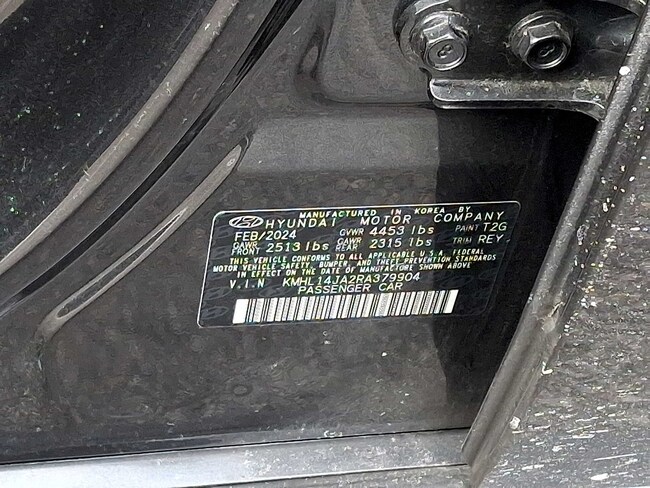 MANUFACTURED IN KOREA BY
HYUNDAI MOTOR COMPANY
FEB/2024 GVWR 4453 lbs PAINT T2G
GAWR FRONT 2513 lbs GAWR REAR 2315 lbs TRIM REY
THIS VEHICLE CONFORMS TO ALL APPLICABLE U.S.A. FEDERAL
MOTOR VEHICLE SAFETY, BUMPER, AND THEFT PREVENTION STANDARDS
IN EFFECT ON THE DATE OF MANUFACTURE SHOWN ABOVE
V.I.N KMHL14JA2RA379904
PASSENGER CAR